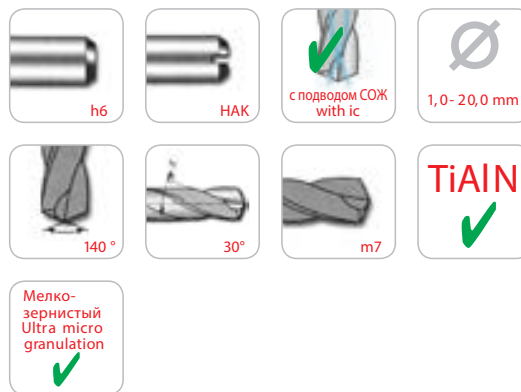 h6
HAK
с подводом СОЖ
with ic
1,0- 20,0 mm
140 °
30°
m7
TiAlN
Мелко-
зернистый
Ultra micro
granulation